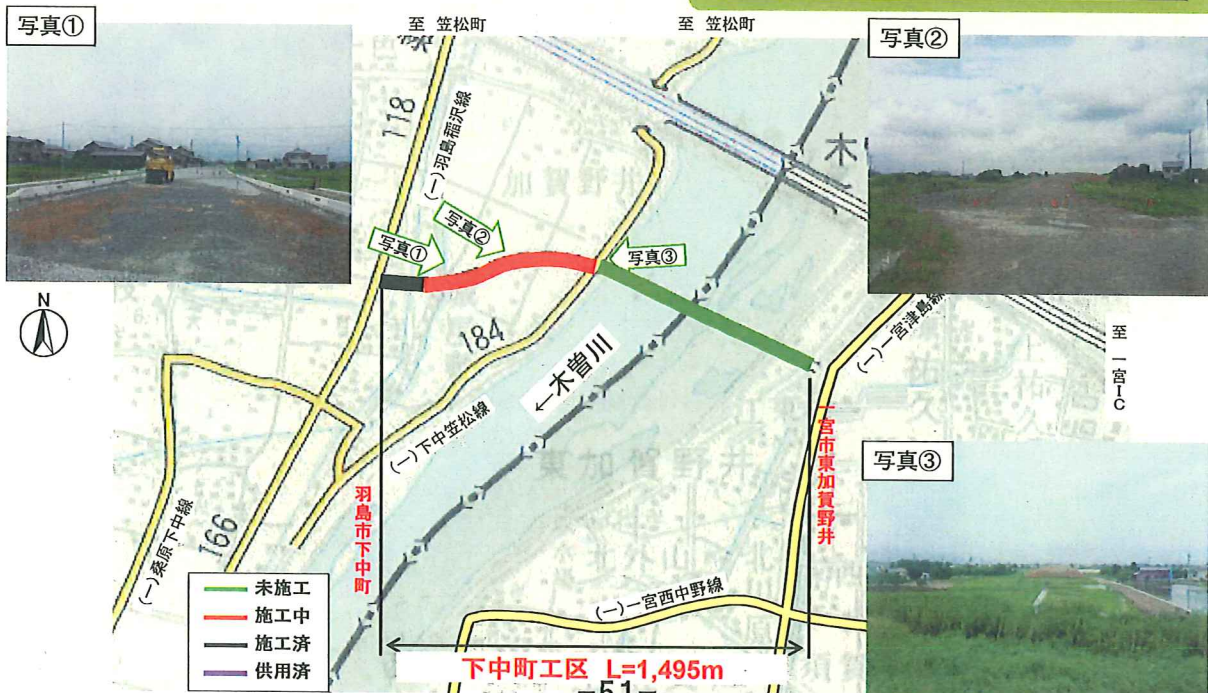 写真①
至 笠松町
至 笠松町
写真②
118
(一)羽島稲沢線
木
加賀野井
写真①
写真②
写真③
N
184
←木曽川
(一)一宮津島線
至 一宮IC
(一)下中笠松線
東加賀野井
一宮市東加賀野井
写真③
羽島市下中町
166
(一)桑原下中線
未施工
施工中
施工済
供用済
(一)一宮西中野線
下中町工区 L=1,495m
−51−